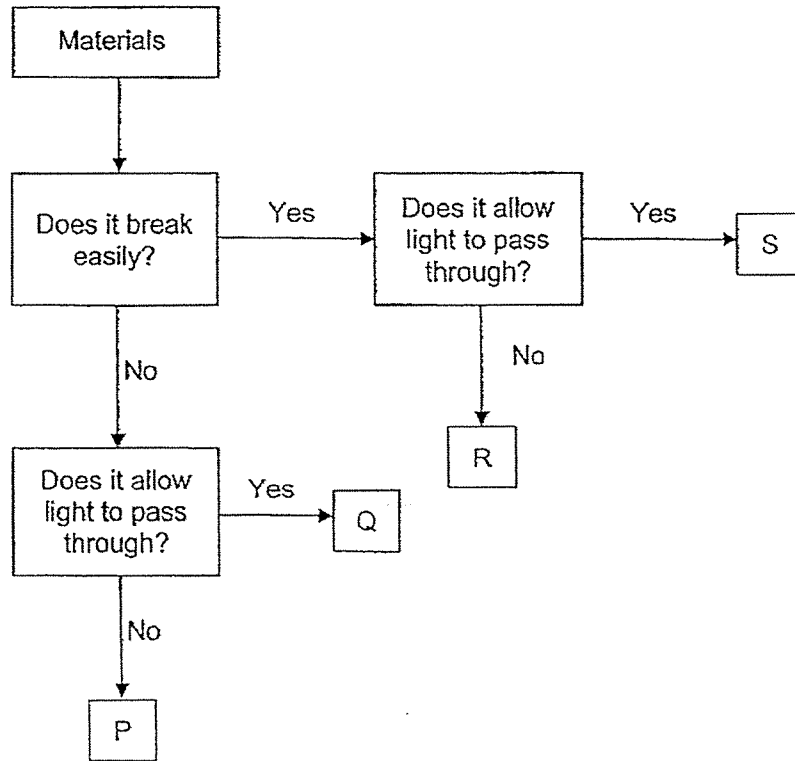 Materials
Does it break
easily?
Yes
Does it allow
light to pass
through?
Yes
S
No
No
R
Does it allow
light to pass
through?
Yes
Q
No
P